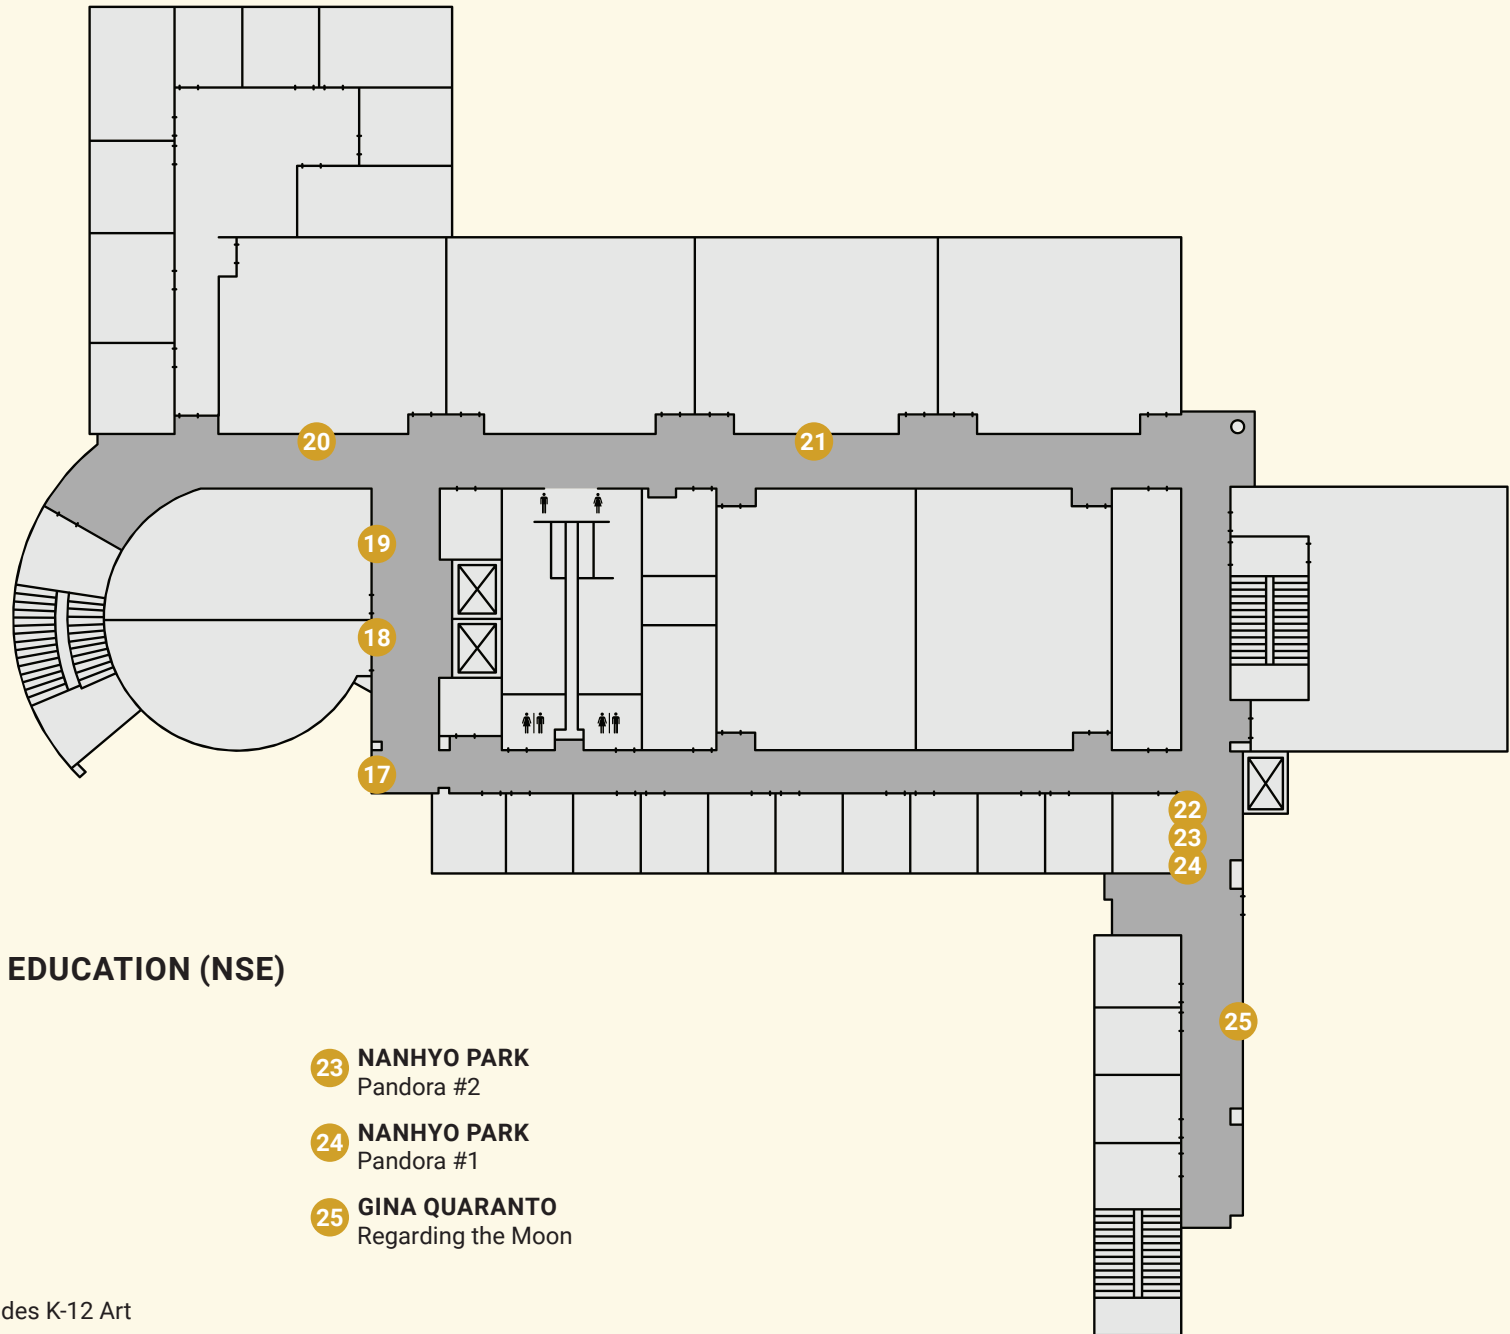 20
21
19
18
17
22
23
24
25
EDUCATION (NSE)
23 NANHYO PARK
Pandora #2
24 NANHYO PARK
Pandora #1
25 GINA QUARANTO
Regarding the Moon
des K-12 Art